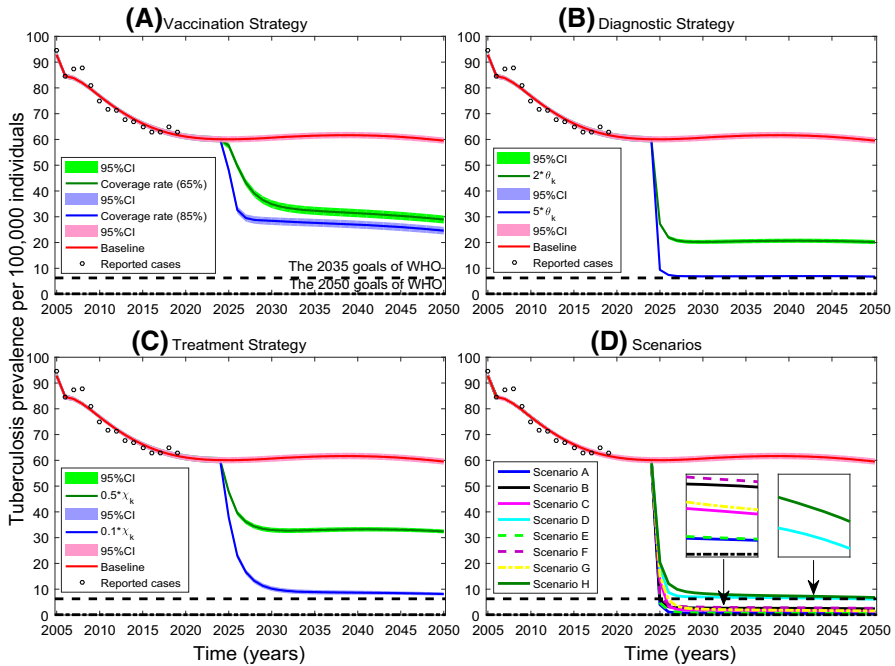 (A) Vaccination Strategy
Tuberculosis prevalence per 100,000 individuals
100
90
80
70
60
50
40
30
20
10
0
95%CI
Coverage rate (65%)
95%CI
Coverage rate (85%)
95%CI
Baseline
Reported cases
The 2035 goals of WHO
The 2050 goals of WHO
2005 2010 2015 2020 2025 2030 2035 2040 2045 2050
(B) Diagnostic Strategy
100
90
80
70
60
50
40
30
20
10
0
95%CI
2*θk
95%CI
5*θk
95%CI
Baseline
Reported cases
2005 2010 2015 2020 2025 2030 2035 2040 2045 2050
(C) Treatment Strategy
100
90
80
70
60
50
40
30
20
10
0
95%CI
0.5*χk
95%CI
0.1*χk
95%CI
Baseline
Reported cases
2005 2010 2015 2020 2025 2030 2035 2040 2045 2050
Time (years)
(D) Scenarios
100
90
80
70
60
50
40
30
20
10
0
Scenario A
Scenario B
Scenario C
Scenario D
Scenario E
Scenario F
Scenario G
Scenario H
2005 2010 2015 2020 2025 2030 2035 2040 2045 2050
Time (years)